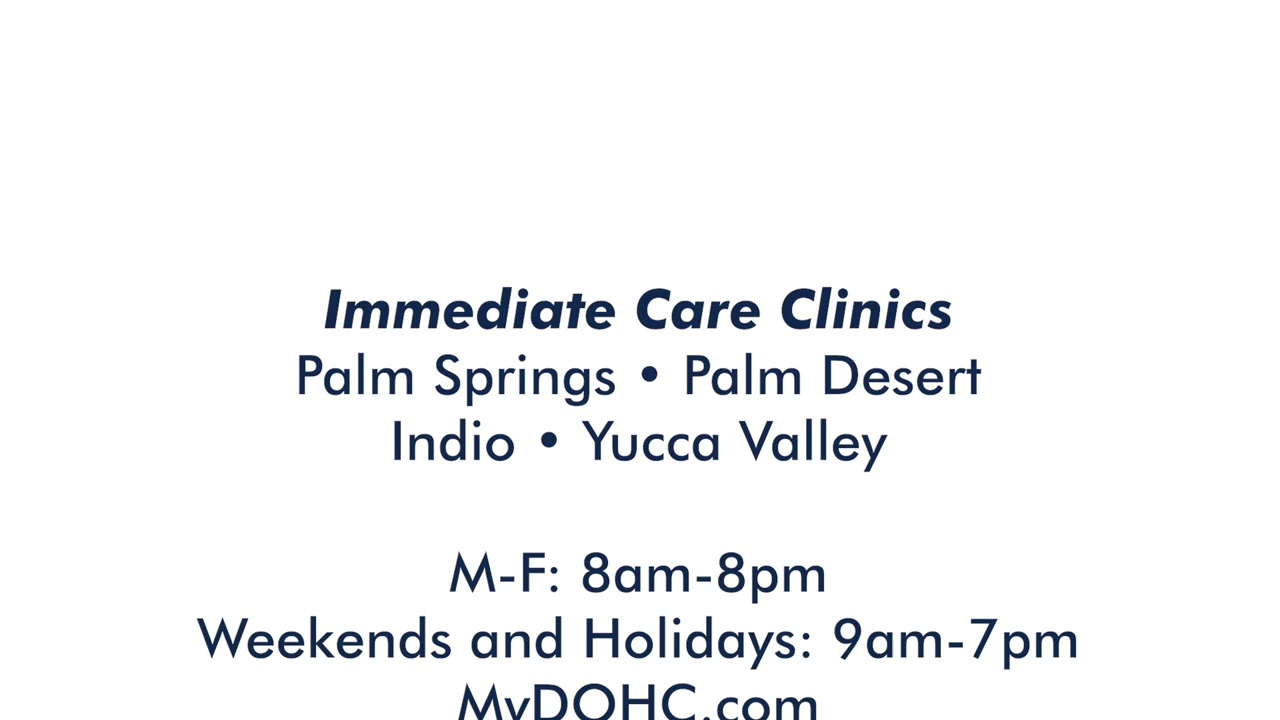 Immediate Care Clinics
Palm Springs • Palm Desert
Indio • Yucca Valley
M-F: 8am-8pm
Weekends and Holidays: 9am-7pm
MyDOHC.com